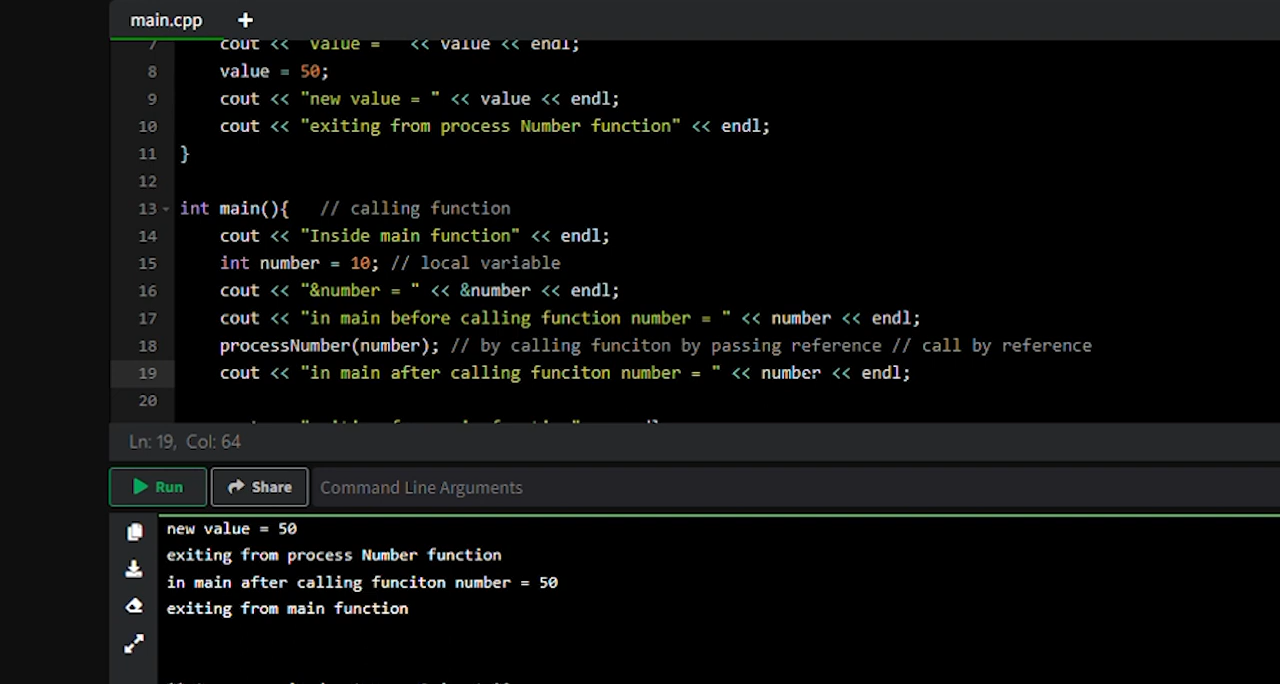 main.cpp +
7 cout << "value = " << value << endl;
8 value = 50;
9 cout << "new value = " << value << endl;
10 cout << "exiting from process Number function" << endl;
11 }
12
13 int main(){ // calling function
14 cout << "Inside main function" << endl;
15 int number = 10; // local variable
16 cout << "&number = " << &number << endl;
17 cout << "in main before calling function number = " << number << endl;
18 processNumber(number); // by calling funciton by passing reference // call by reference
19 cout << "in main after calling funciton number = " << number << endl;
20
Ln: 19, Col: 64
Run Share Command Line Arguments
new value = 50
exiting from process Number function
in main after calling funciton number = 50
exiting from main function